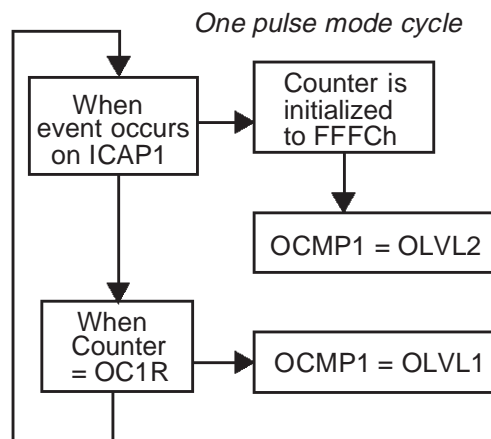 One pulse mode cycle
When
event occurs
on ICAP1
Counter is
initialized
to FFFCh
OCMP1 = OLVL2
When
Counter
= OC1R
OCMP1 = OLVL1